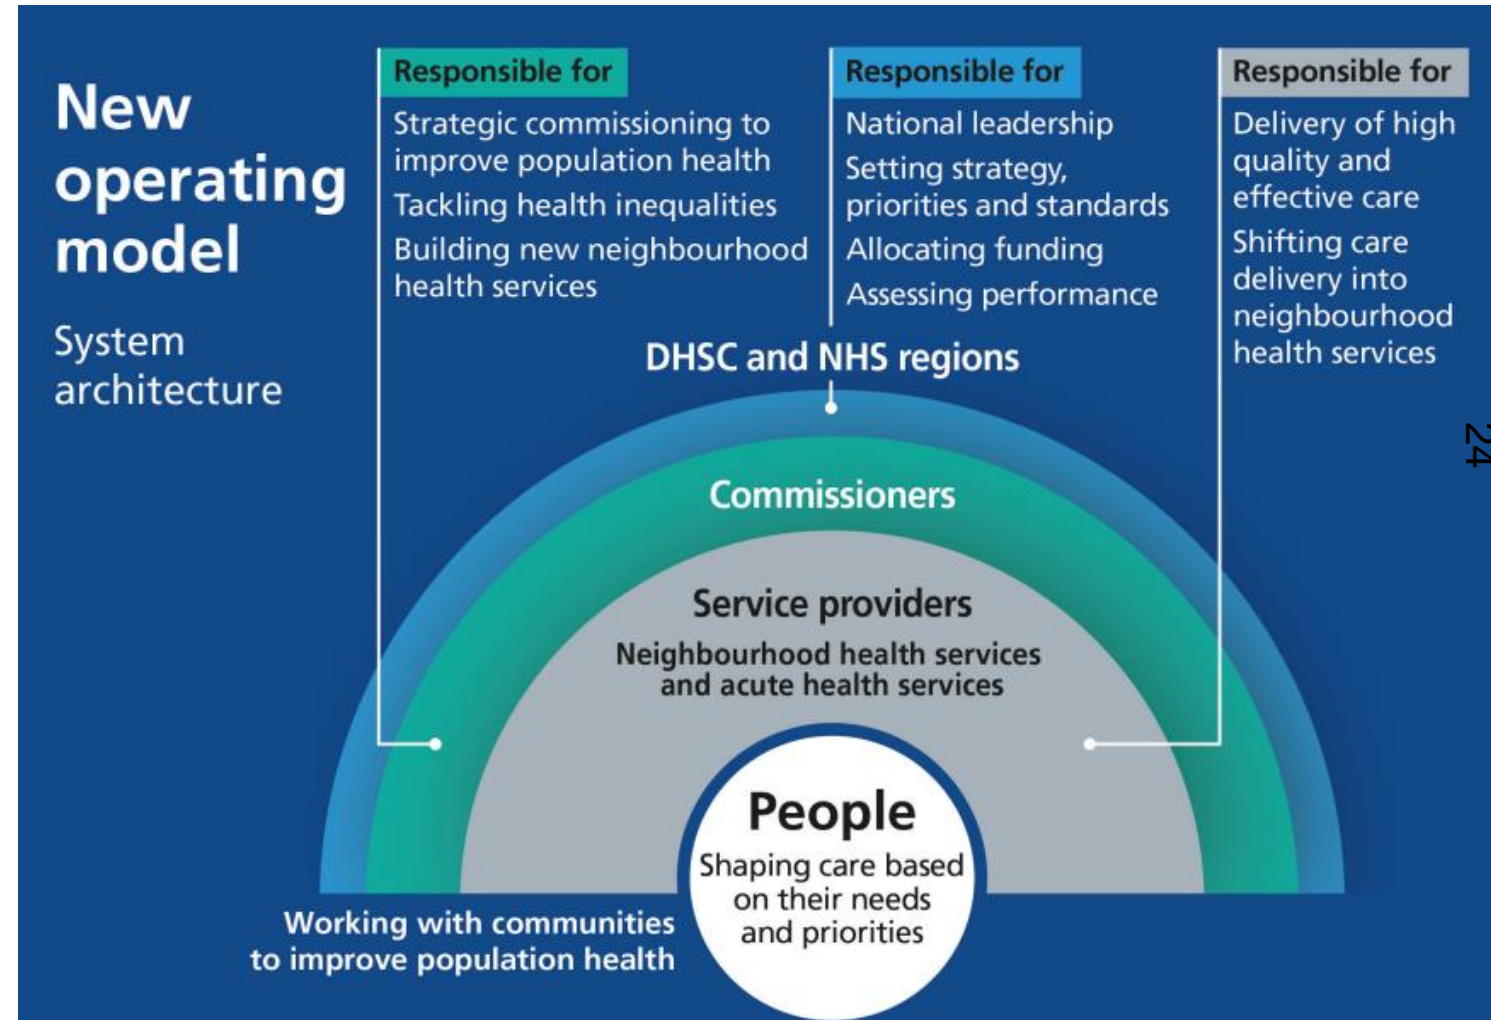 New
operating
model
System
architecture
Responsible for
Strategic commissioning to
improve population health
Tackling health inequalities
Building new neighbourhood
health services
Responsible for
National leadership
Setting strategy,
priorities and standards
Allocating funding
Assessing performance
Responsible for
Delivery of high
quality and
effective care
Shifting care
delivery into
neighbourhood
health services
DHSC and NHS regions
Commissioners
Service providers
Neighbourhood health services
and acute health services
People
Shaping care based
on their needs
and priorities
Working with communities
to improve population health
24